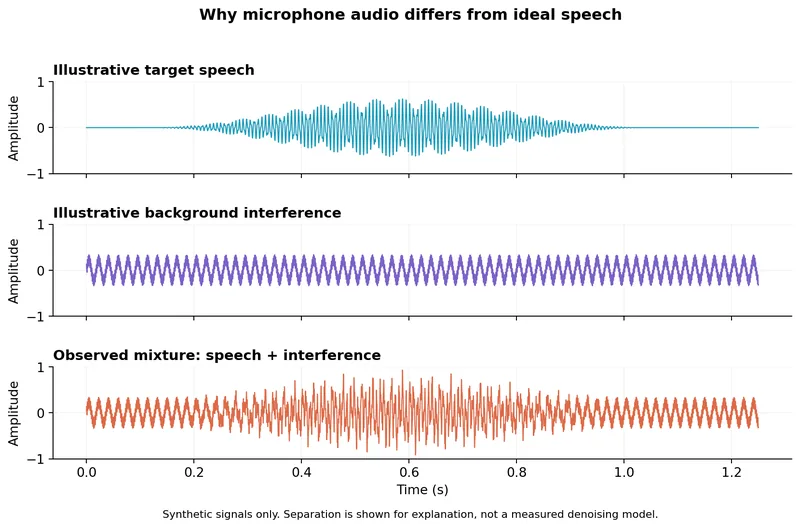 Why microphone audio differs from ideal speech
Illustrative target speech
1
0
−1
Amplitude
Illustrative background interference
1
0
−1
Amplitude
Observed mixture: speech + interference
1
0
−1
Amplitude
0.0 0.2 0.4 0.6 0.8 1.0 1.2
Time (s)
Synthetic signals only. Separation is shown for explanation, not a measured denoising model.